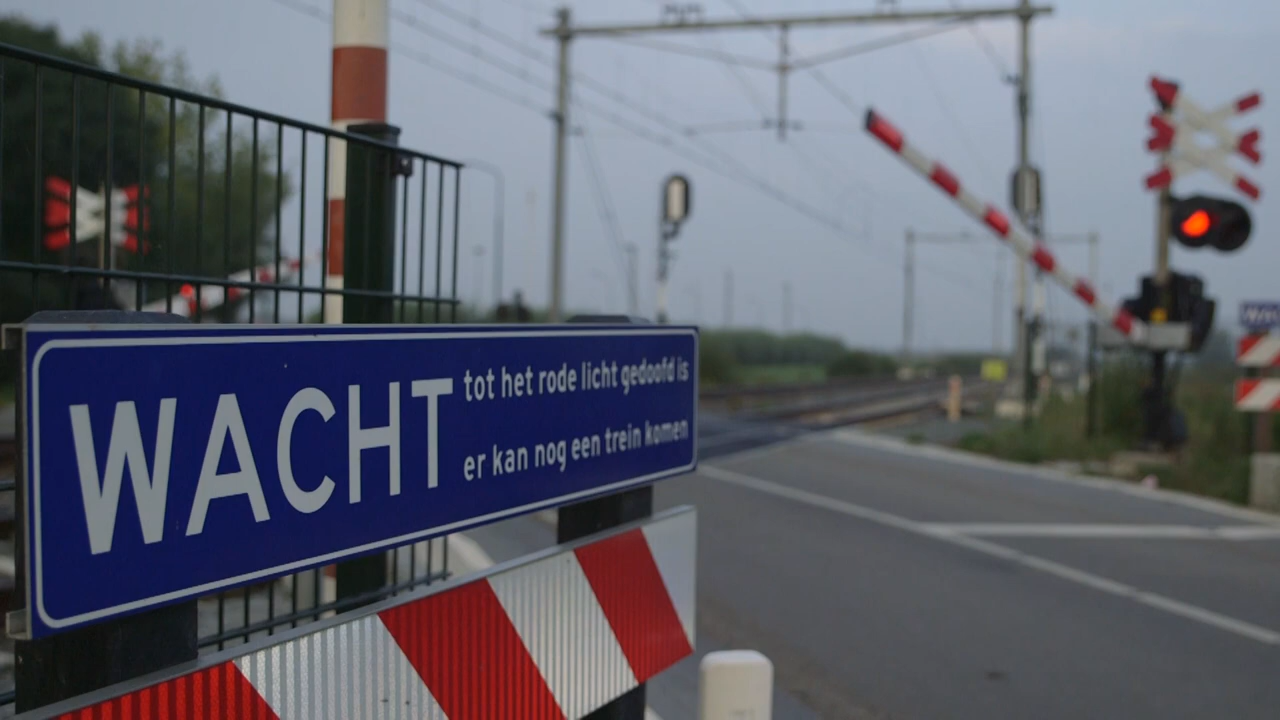 WACHT
tot het rode licht gedoofd is
er kan nog een trein komen